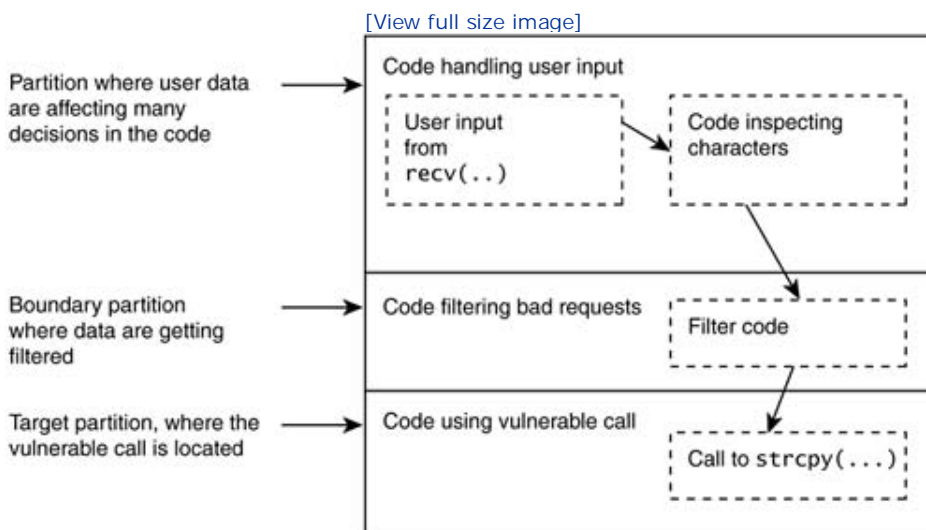 [View full size image]
Partition where user data
are affecting many
decisions in the code
Code handling user input
User input
from
recv(..)
Code inspecting
characters
Boundary partition
where data are getting
filtered
Code filtering bad requests
Filter code
Target partition, where the
vulnerable call is located
Code using vulnerable call
Call to strcpy(...)